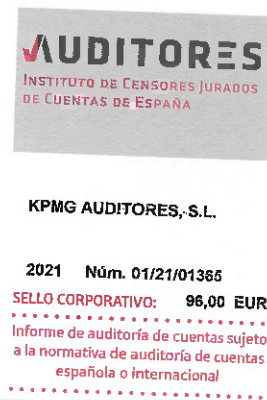 AUDITORES
INSTITUTO DE CENSORES JURADOS
DE CUENTAS DE ESPAÑA
KPMG AUDITORES, S.L.
2021 Núm. 01/21/01365
SELLO CORPORATIVO: 96,00 EUR
Informe de auditoría de cuentas sujeto
a la normativa de auditoría de cuentas
española o internacional